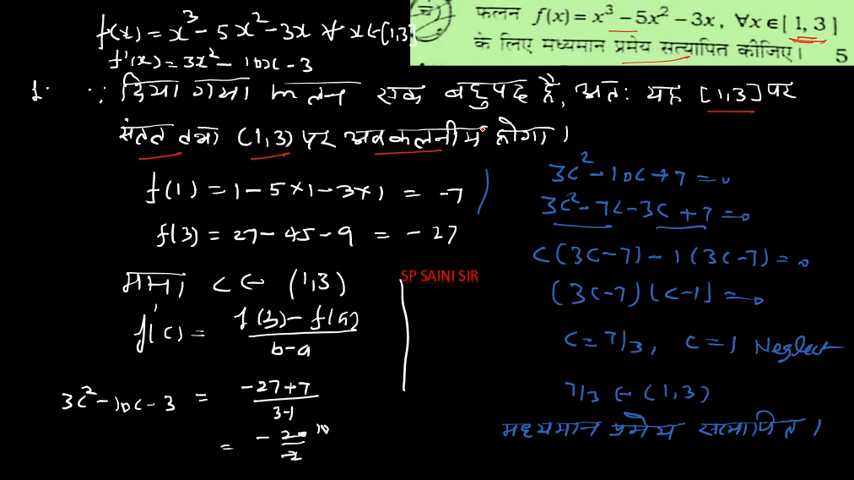 f(x) = x³ - 5x² - 3x ∀ x ∈ [1,3]
f'(x) = 3x² - 10x - 3
फलन f(x) = x³ – 5x² – 3x, ∀x ∈ [1, 3]
के लिए मध्यमान प्रमेय सत्यापित कीजिए। 5
∵ दिया गया फलन एक बहुपद है, अतः यह [1,3] पर
संतत तथा (1,3) पर अवकलनीय होगा।
f(1) = 1 - 5×1 - 3×1 = -7
f(3) = 27 - 45 - 9 = -27
माना c ∈ (1,3)
f'(c) = f(b) - f(a) / b-a
3c² - 10c - 3 = -27+7 / 3-1
= -20 10 / 2
SP SAINI SIR
3c² - 10c + 7 = 0
3c² - 7c - 3c + 7 = 0
c(3c-7) - 1(3c-7) = 0
(3c-7)(c-1) = 0
c = 7/3, c = 1 Neglect
7/3 ∈ (1,3)
मध्यमान प्रमेय सत्यापित।